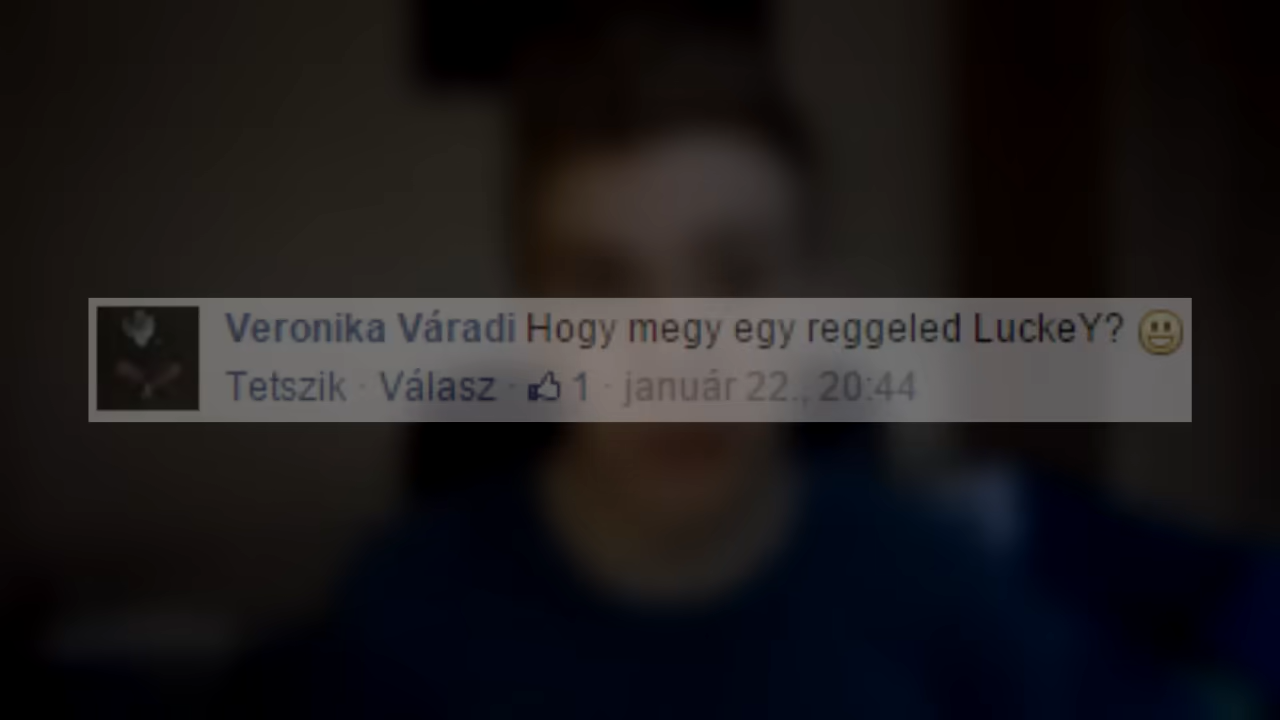 Veronika Váradi Hogy megy egy reggeled LuckeY?
Tetszik · Válasz · 1 · január 22., 20:44